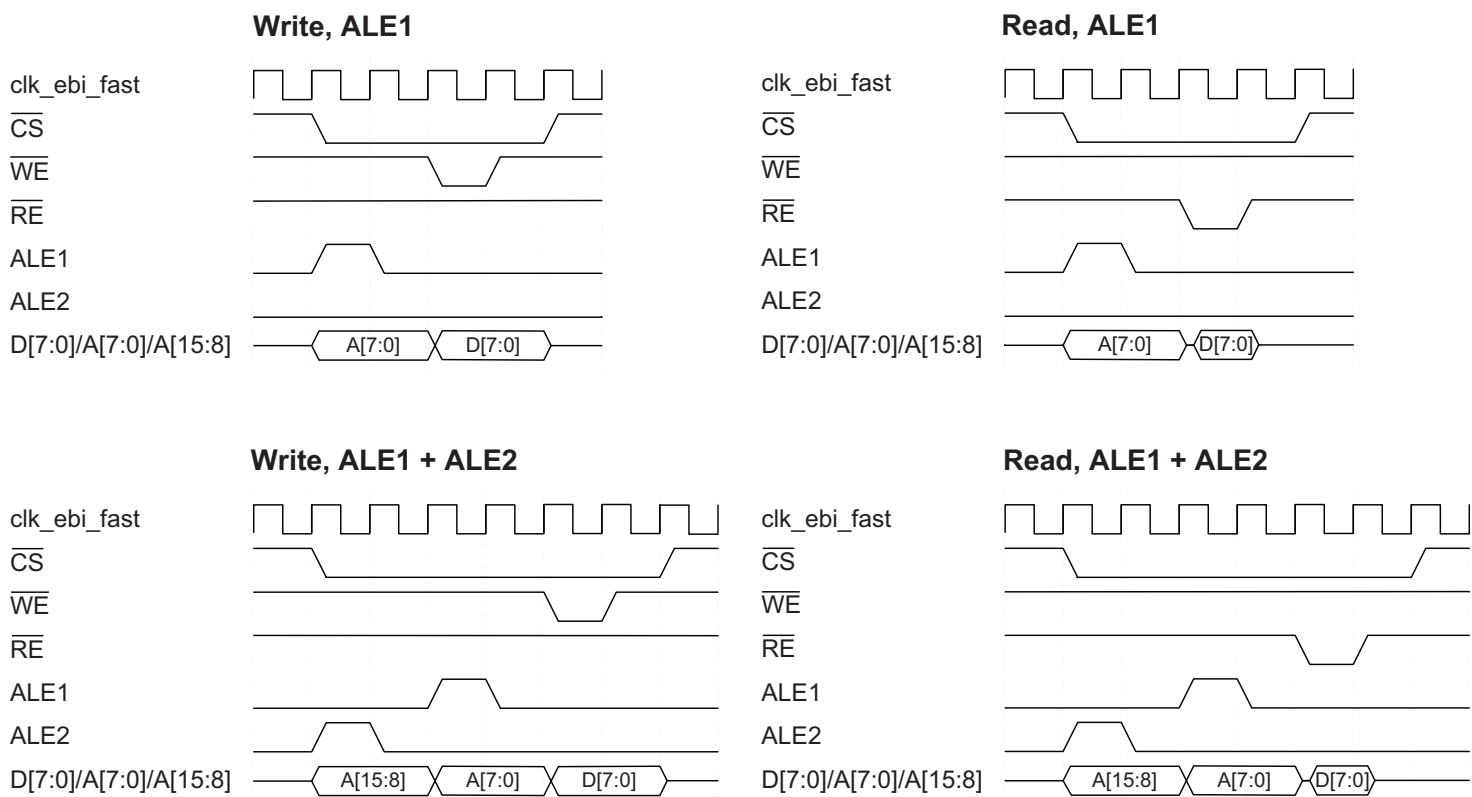 Write, ALE1
clk_ebi_fast
CS
WE
RE
ALE1
ALE2
D[7:0]/A[7:0]/A[15:8]
A[7:0]
D[7:0]
Read, ALE1
clk_ebi_fast
CS
WE
RE
ALE1
ALE2
D[7:0]/A[7:0]/A[15:8]
A[7:0]
D[7:0]
Write, ALE1 + ALE2
clk_ebi_fast
CS
WE
RE
ALE1
ALE2
D[7:0]/A[7:0]/A[15:8]
A[15:8]
A[7:0]
D[7:0]
Read, ALE1 + ALE2
clk_ebi_fast
CS
WE
RE
ALE1
ALE2
D[7:0]/A[7:0]/A[15:8]
A[15:8]
A[7:0]
D[7:0]